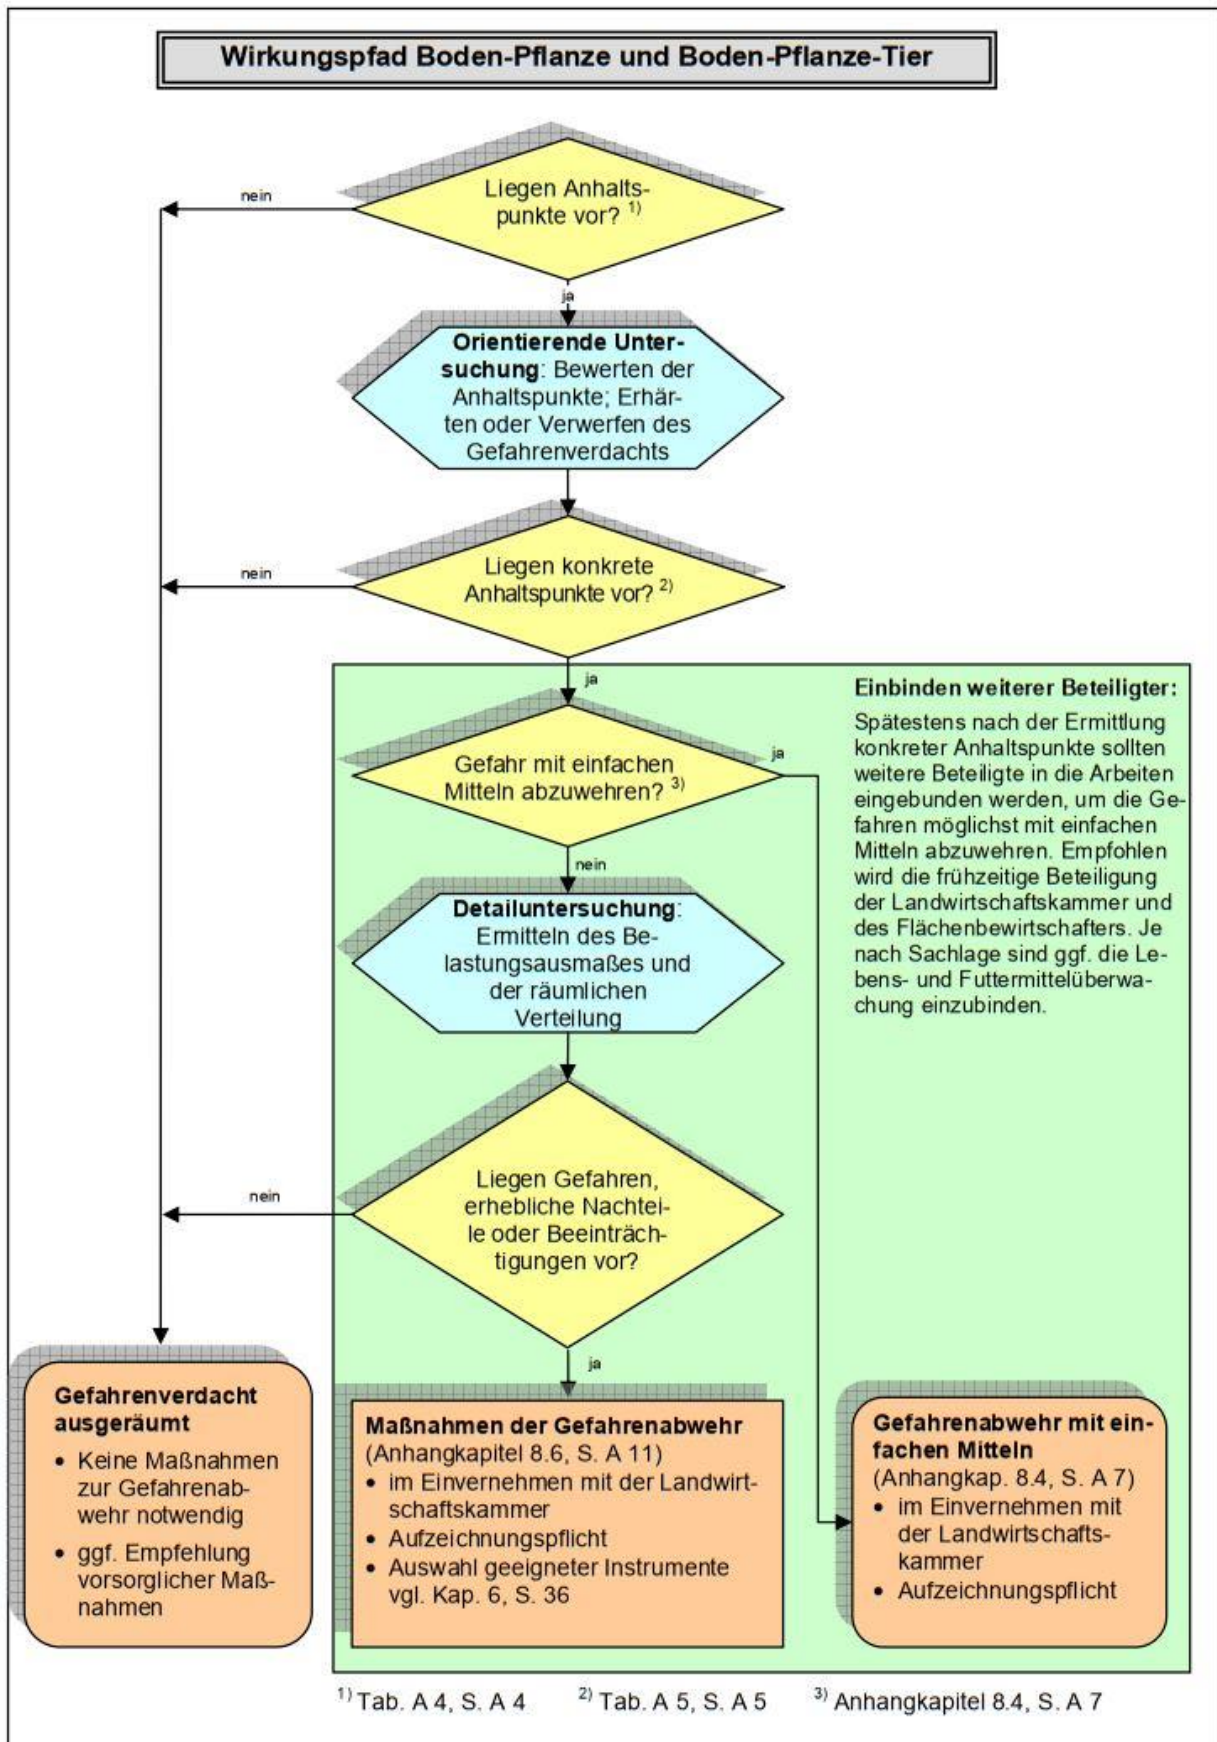 Wirkungspfad Boden-Pflanze und Boden-Pflanze-Tier
Liegen Anhalts-
punkte vor? 1)
nein
ja
Orientierende Unter-
suchung: Bewerten der
Anhaltspunkte; Erhär-
ten oder Verwerfen des
Gefahrenverdachts
Liegen konkrete
Anhaltspunkte vor? 2)
nein
ja
Gefahr mit einfachen
Mitteln abzuwehren? 3)
ja
nein
Einbinden weiterer Beteiligter:
Spätestens nach der Ermittlung
konkreter Anhaltspunkte sollten
weitere Beteiligte in die Arbeiten
eingebunden werden, um die Ge-
fahren möglichst mit einfachen
Mitteln abzuwehren. Empfohlen
wird die frühzeitige Beteiligung
der Landwirtschaftskammer und
des Flächenbewirtschafters. Je
nach Sachlage sind ggf. die Le-
bens- und Futtermittelüberwa-
chung einzubinden.
Detailuntersuchung:
Ermitteln des Be-
lastungsausmaßes und
der räumlichen
Verteilung
Liegen Gefahren,
erhebliche Nachtei-
le oder Beeinträch-
tigungen vor?
nein
ja
Gefahrenverdacht
ausgeräumt
• Keine Maßnahmen
zur Gefahrenab-
wehr notwendig
• ggf. Empfehlung
vorsorglicher Maß-
nahmen
Maßnahmen der Gefahrenabwehr
(Anhangkapitel 8.6, S. A 11)
• im Einvernehmen mit der Landwirt-
schaftskammer
• Aufzeichnungspflicht
• Auswahl geeigneter Instrumente
vgl. Kap. 6, S. 36
Gefahrenabwehr mit ein-
fachen Mitteln
(Anhangkap. 8.4, S. A 7)
• im Einvernehmen mit
der Landwirtschafts-
kammer
• Aufzeichnungspflicht
1) Tab. A 4, S. A 4 2) Tab. A 5, S. A 5 3) Anhangkapitel 8.4, S. A 7